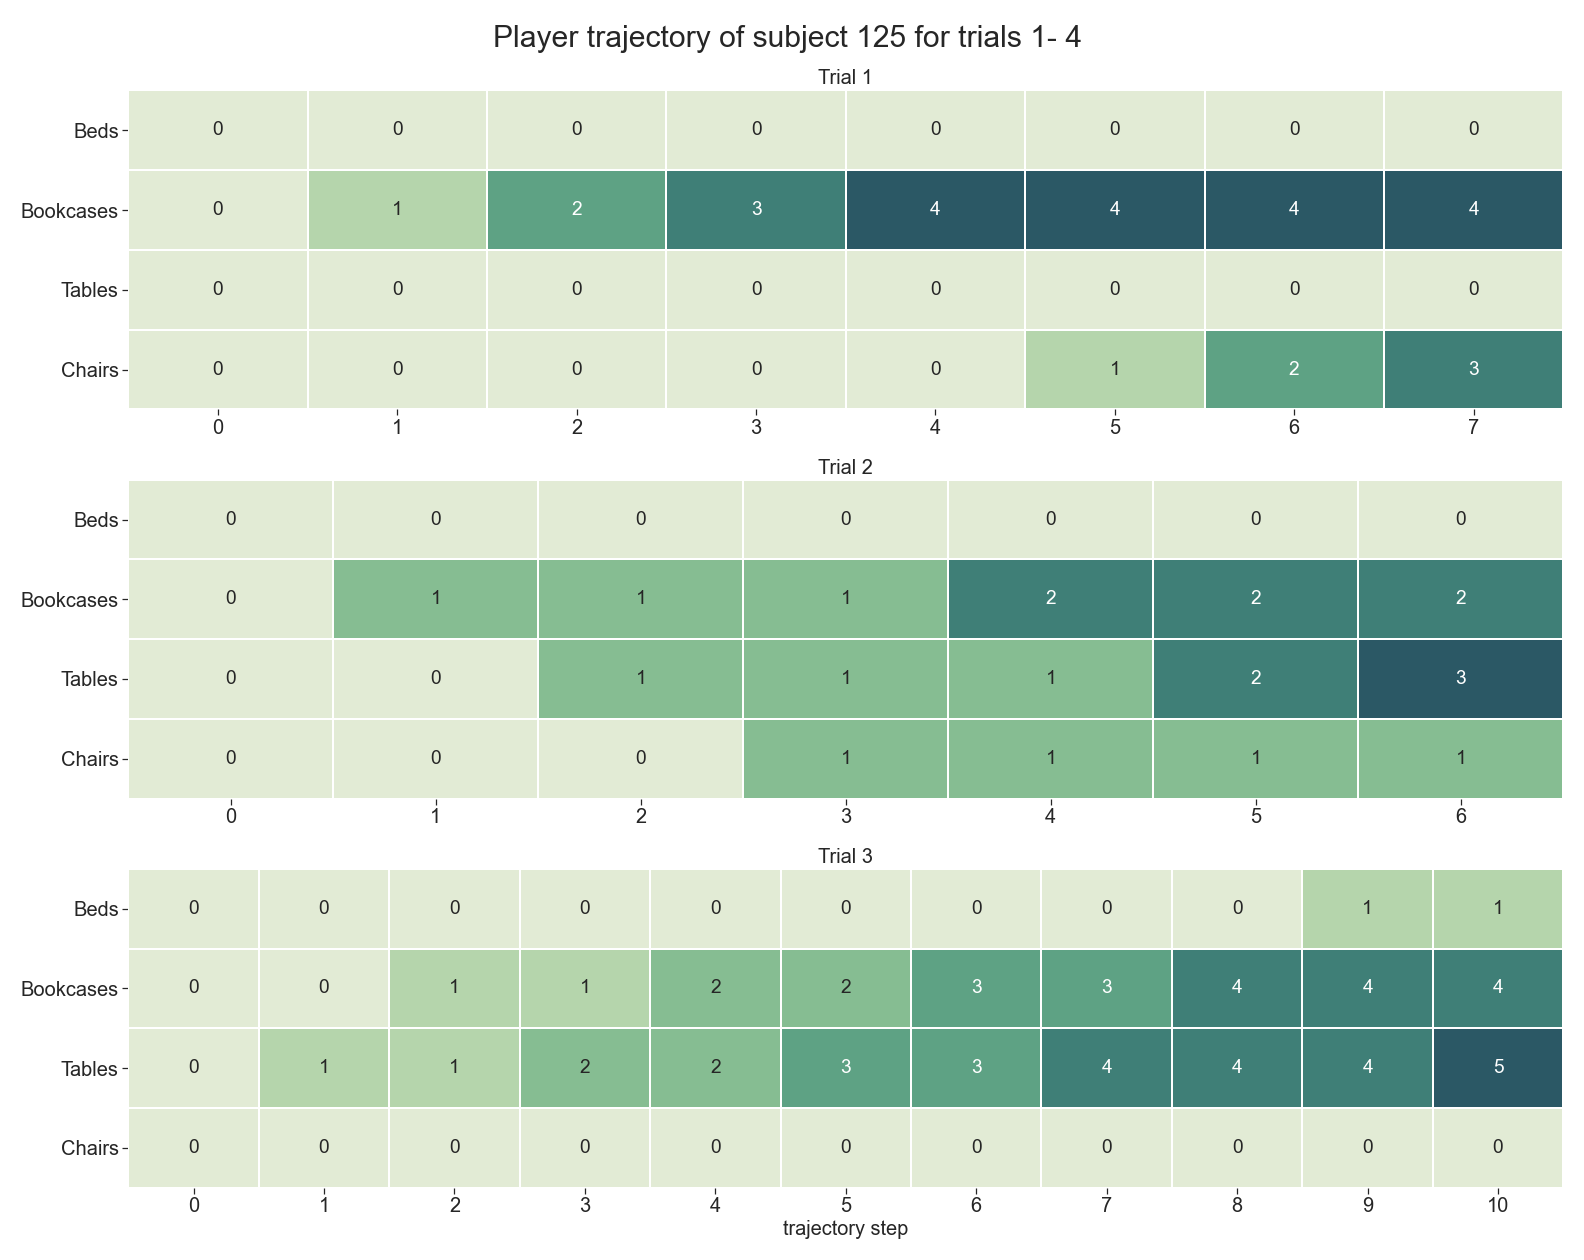 Player trajectory of subject 125 for trials 1- 4
Trial 1
Beds 0 0 0 0 0 0 0 0
Bookcases 0 1 2 3 4 4 4 4
Tables 0 0 0 0 0 0 0 0
Chairs 0 0 0 0 0 1 2 3
0 1 2 3 4 5 6 7
Trial 2
Beds 0 0 0 0 0 0 0
Bookcases 0 1 1 1 2 2 2
Tables 0 0 1 1 1 2 3
Chairs 0 0 0 1 1 1 1
0 1 2 3 4 5 6
Trial 3
Beds 0 0 0 0 0 0 0 0 0 1 1
Bookcases 0 0 1 1 2 2 3 3 4 4 4
Tables 0 1 1 2 2 3 3 4 4 4 5
Chairs 0 0 0 0 0 0 0 0 0 0 0
0 1 2 3 4 5 6 7 8 9 10
trajectory step